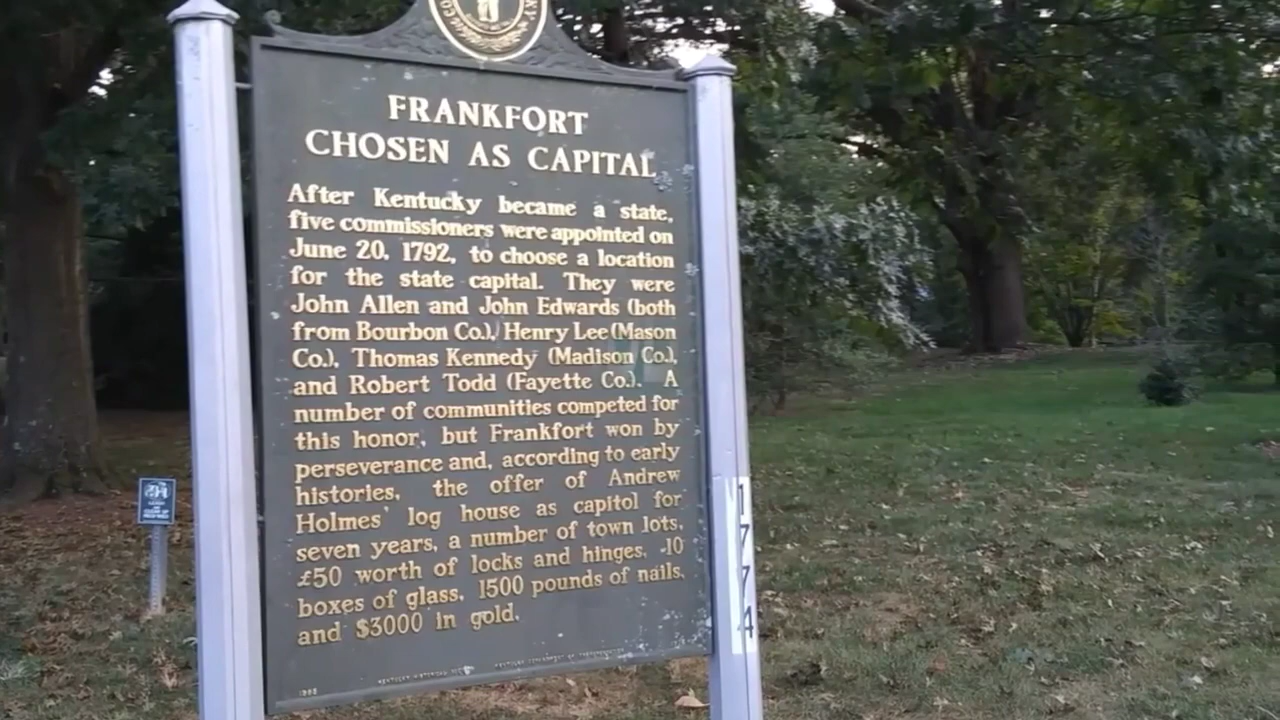 FRANKFORT
CHOSEN AS CAPITAL
After Kentucky became a state,
five commissioners were appointed on
June 20, 1792, to choose a location
for the state capital. They were
John Allen and John Edwards (both
from Bourbon Co.), Henry Lee (Mason
Co.), Thomas Kennedy (Madison Co.),
and Robert Todd (Fayette Co.). A
number of communities competed for
this honor, but Frankfort won by
perseverance and, according to early
histories, the offer of Andrew
Holmes' log house as capitol for
seven years, a number of town lots,
£50 worth of locks and hinges, 10
boxes of glass, 1500 pounds of nails,
and $3000 in gold.
1774